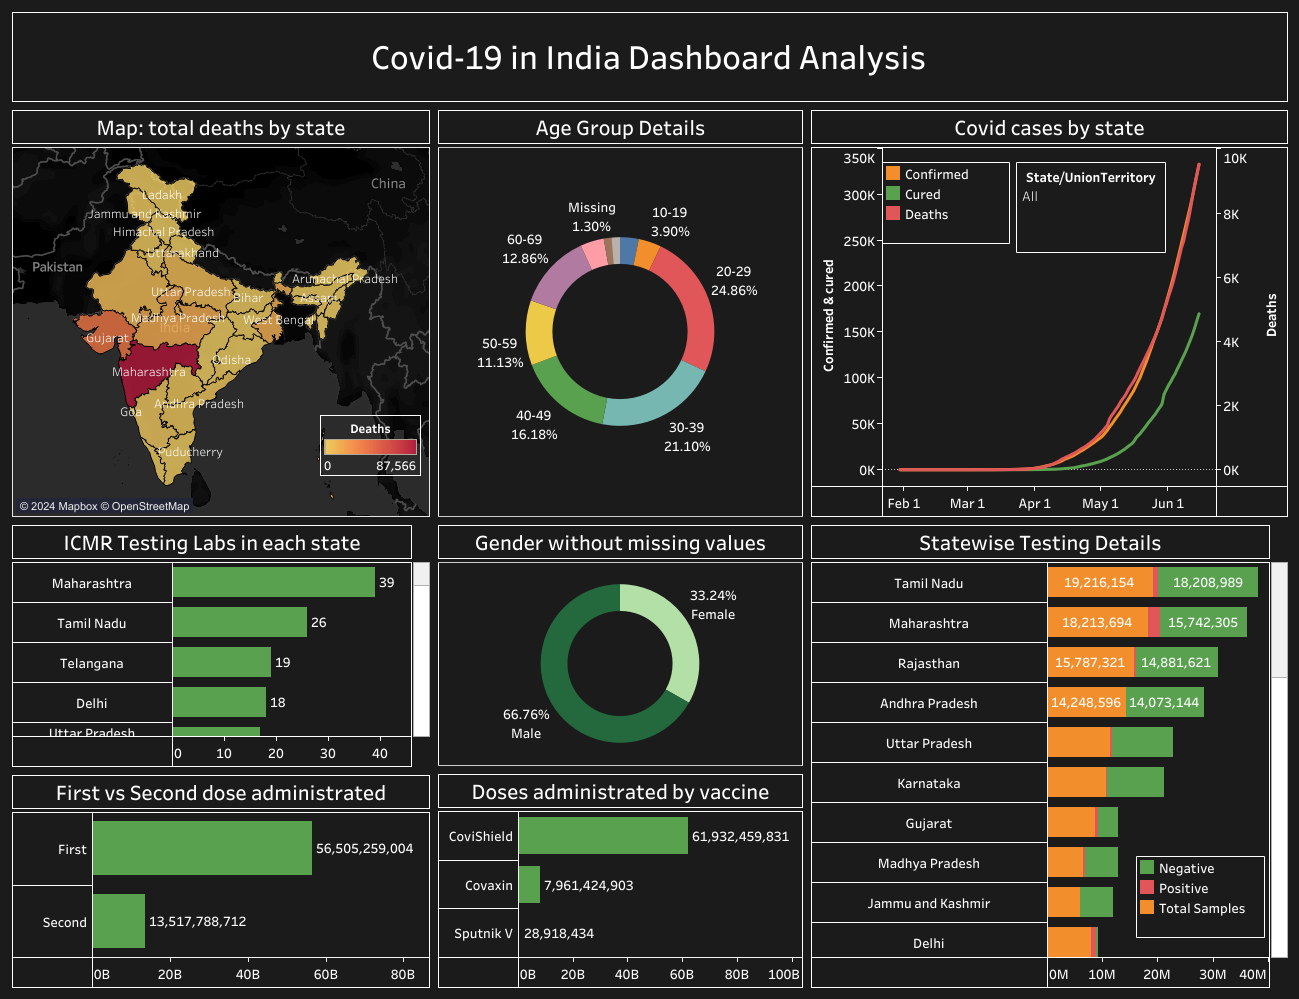 Covid-19 in India Dashboard Analysis
Map: total deaths by state
China
Ladakh
Jammu and Kashmir
Himachal Pradesh
Uttarakhand
Pakistan
Arunachal Pradesh
Uttar Pradesh
Bihar
Assam
Madhya Pradesh
West Bengal
India
Gujarat
Odisha
Maharashtra
Andhra Pradesh
Goa
Puducherry
Deaths
0 87,566
© 2024 Mapbox © OpenStreetMap
Age Group Details
Missing
1.30%
10-19
3.90%
60-69
12.86%
20-29
24.86%
50-59
11.13%
40-49
16.18%
30-39
21.10%
Covid cases by state
Confirmed
Cured
Deaths
State/UnionTerritory
All
Confirmed & cured
350K
300K
250K
200K
150K
100K
50K
0K
Deaths
10K
8K
6K
4K
2K
0K
Feb 1 Mar 1 Apr 1 May 1 Jun 1
ICMR Testing Labs in each state
Maharashtra 39
Tamil Nadu 26
Telangana 19
Delhi 18
Uttar Pradesh
0 10 20 30 40
Gender without missing values
33.24%
Female
66.76%
Male
Statewise Testing Details
Tamil Nadu 19,216,154 18,208,989
Maharashtra 18,213,694 15,742,305
Rajasthan 15,787,321 14,881,621
Andhra Pradesh 14,248,596 14,073,144
Uttar Pradesh
Karnataka
Gujarat
Madhya Pradesh
Jammu and Kashmir
Delhi
Negative
Positive
Total Samples
0M 10M 20M 30M 40M
First vs Second dose administrated
First 56,505,259,004
Second 13,517,788,712
0B 20B 40B 60B 80B
Doses administrated by vaccine
CoviShield 61,932,459,831
Covaxin 7,961,424,903
Sputnik V 28,918,434
0B 20B 40B 60B 80B 100B